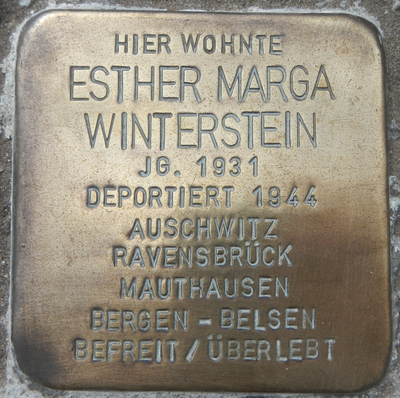 HIER WOHNTE
ESTHER MARGA
WINTERSTEIN
JG. 1931
DEPORTIERT 1944
AUSCHWITZ
RAVENSBRÜCK
MAUTHAUSEN
BERGEN - BELSEN
BEFREIT / ÜBERLEBT